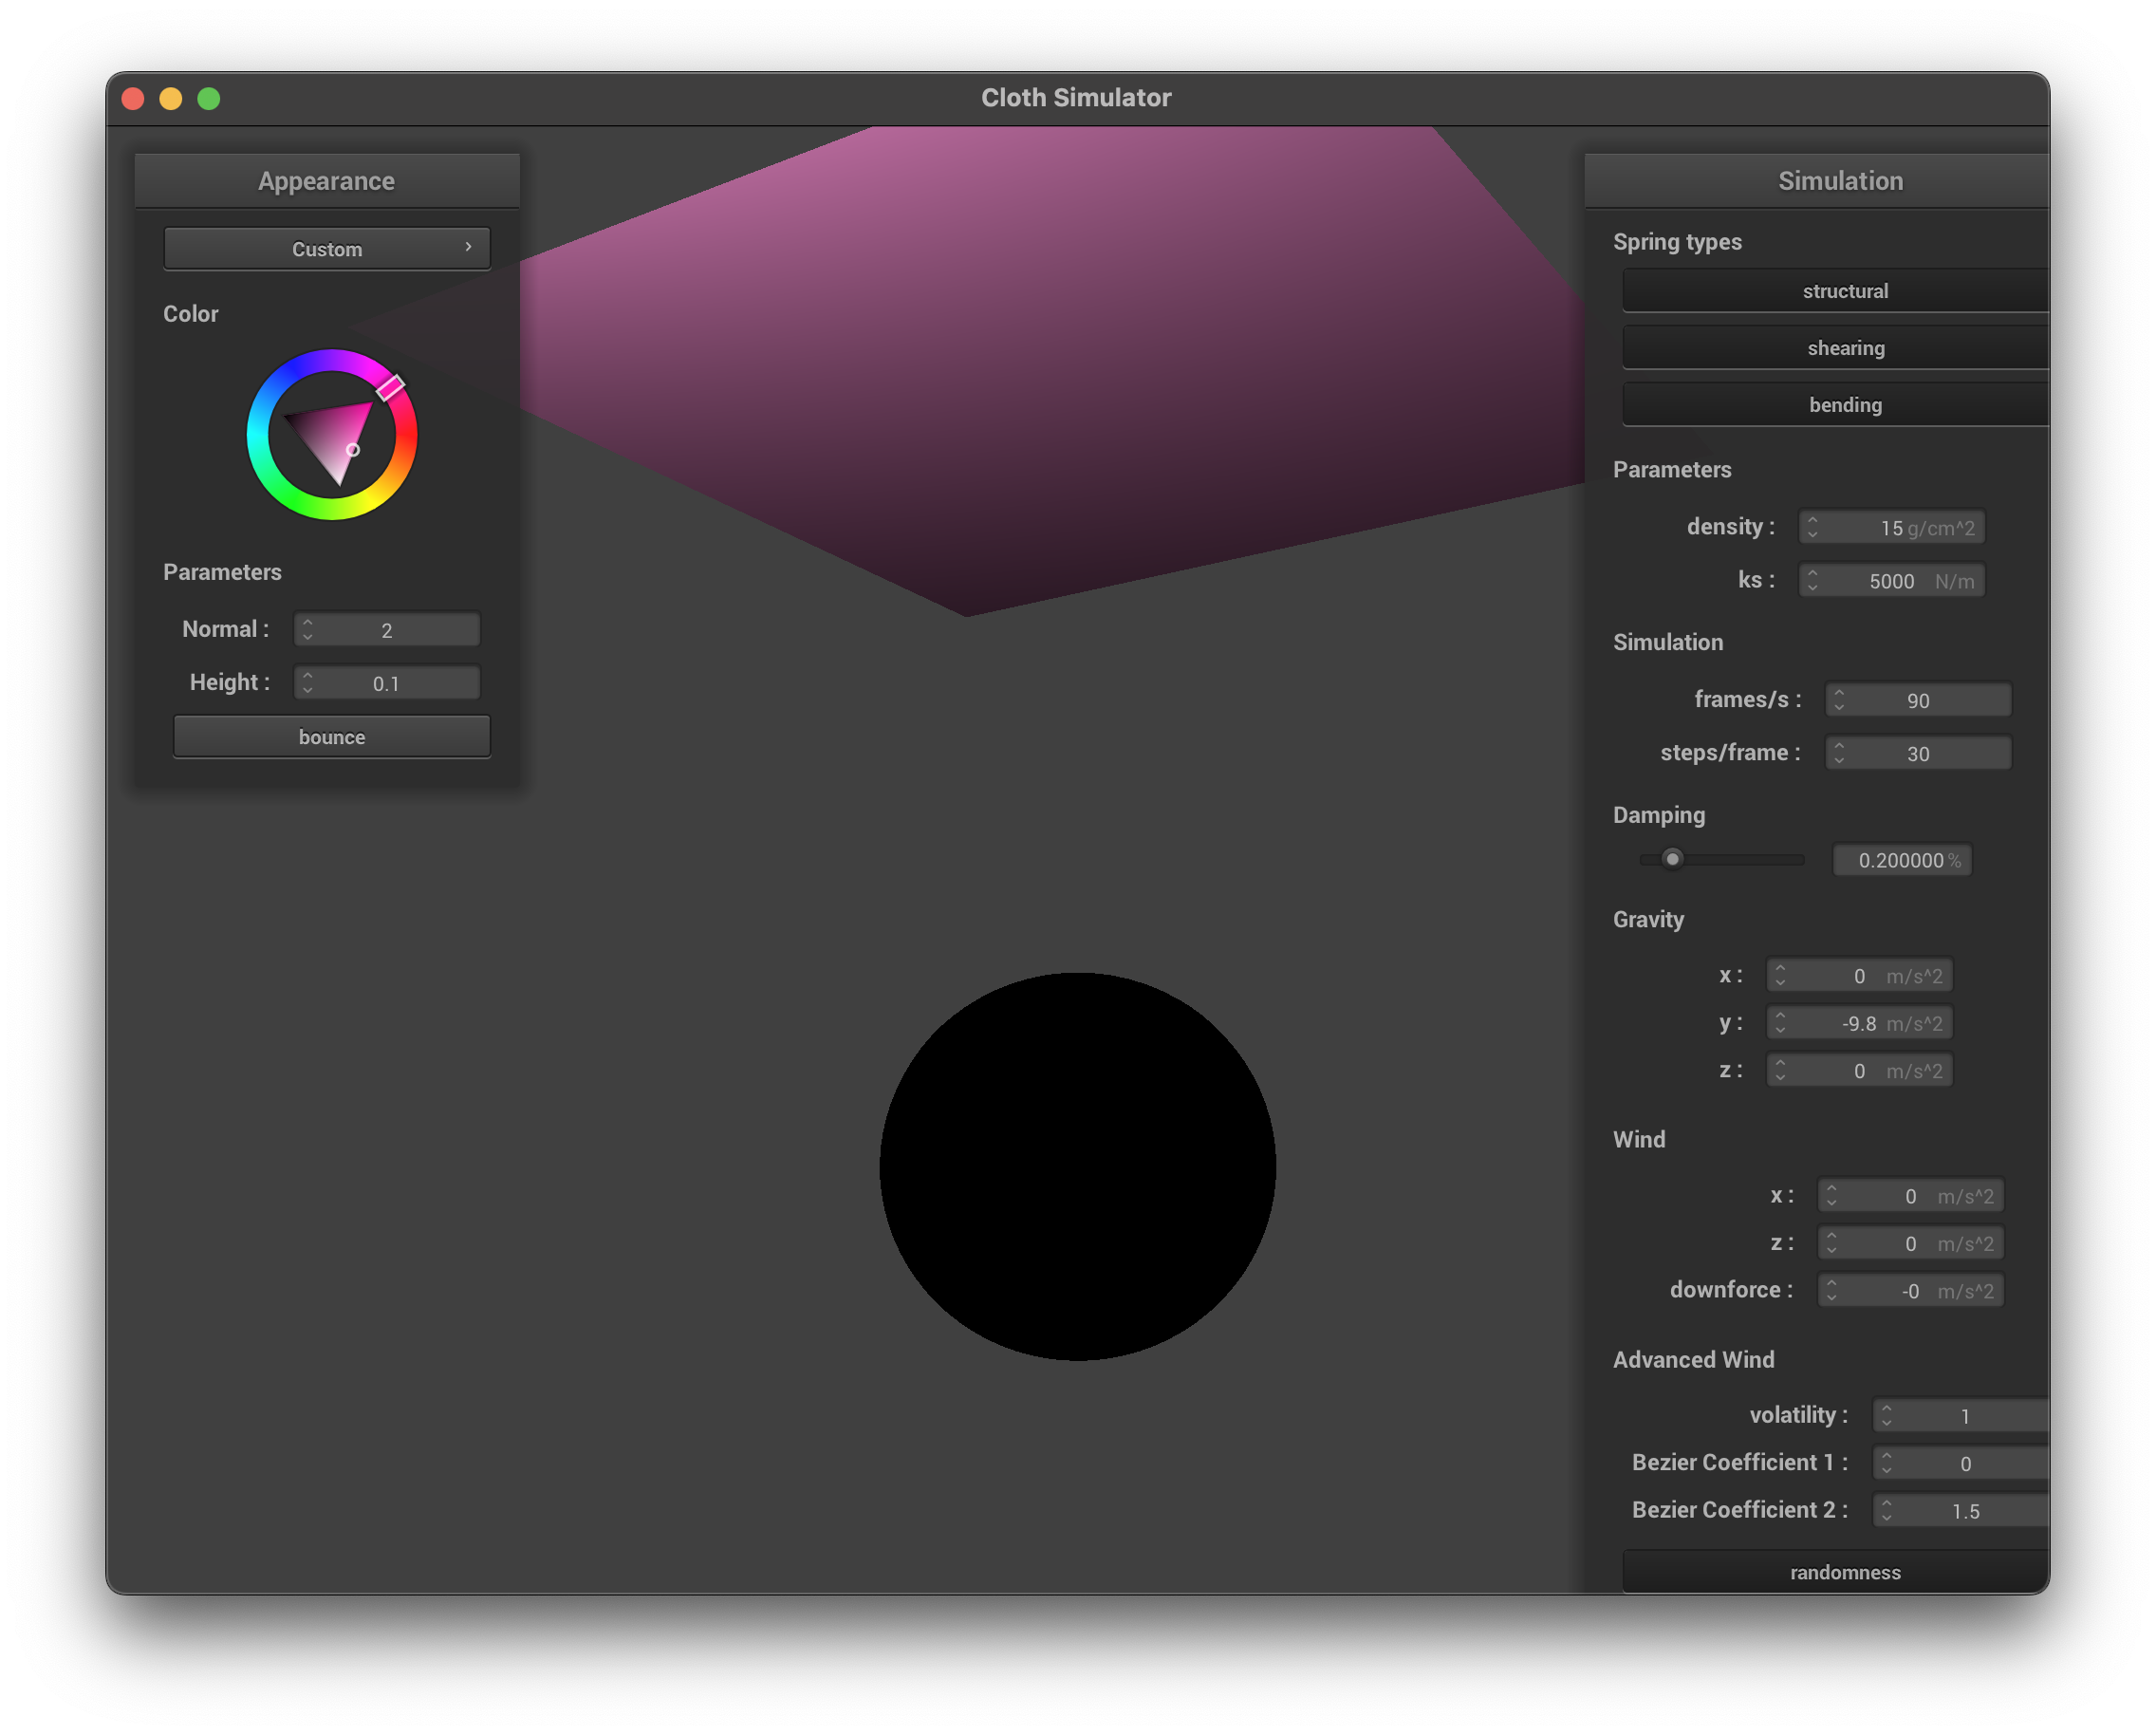 Cloth Simulator
Appearance
Custom
Color
Parameters
Normal : 2
Height : 0.1
bounce
Simulation
Spring types
structural
shearing
bending
Parameters
density : 15 g/cm^2
ks : 5000 N/m
Simulation
frames/s : 90
steps/frame : 30
Damping
0.200000 %
Gravity
x : 0 m/s^2
y : -9.8 m/s^2
z : 0 m/s^2
Wind
x : 0 m/s^2
z : 0 m/s^2
downforce : -0 m/s^2
Advanced Wind
volatility : 1
Bezier Coefficient 1 : 0
Bezier Coefficient 2 : 1.5
randomness